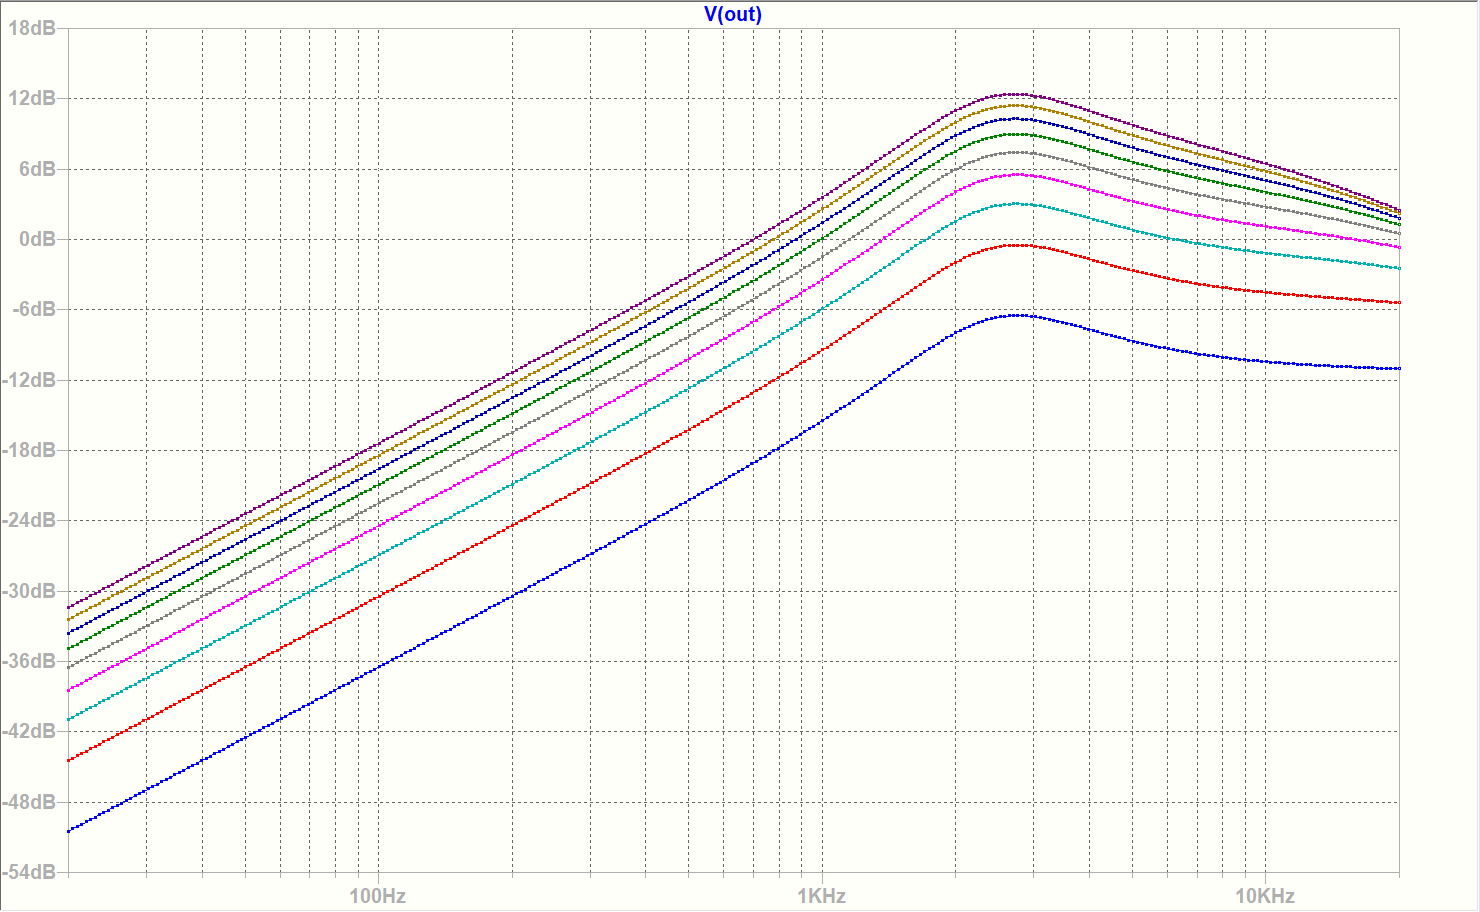 V(out)
18dB
12dB
6dB
0dB
-6dB
-12dB
-18dB
-24dB
-30dB
-36dB
-42dB
-48dB
-54dB
100Hz 1KHz 10KHz